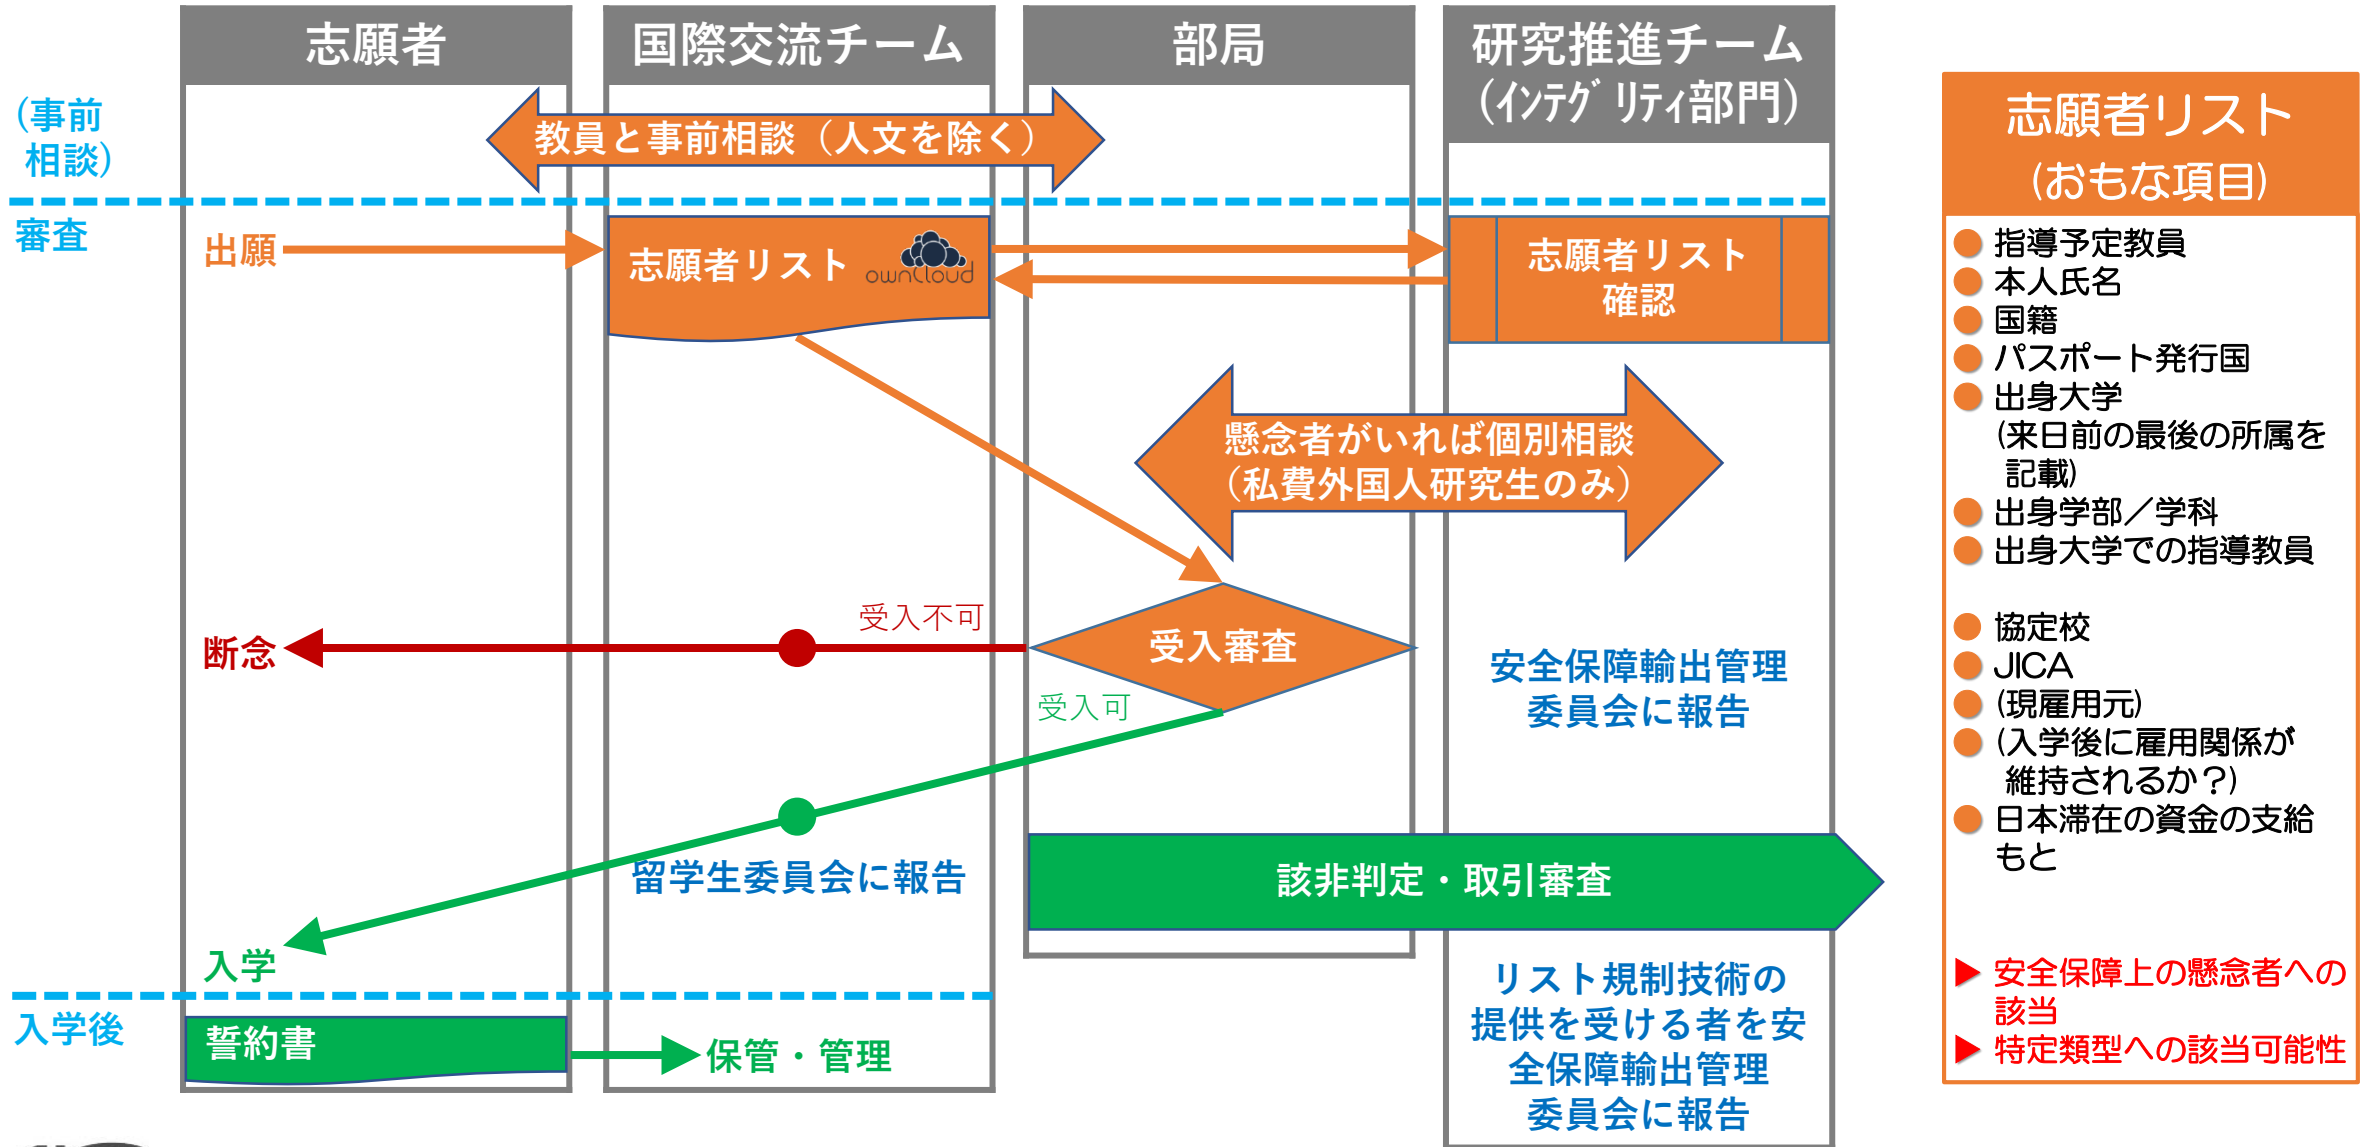 志願者
国際交流チーム
部局
研究推進チーム
（ｲﾝﾃｸﾞﾘﾃｨ部門）
（事前
相談）
教員と事前相談（人文を除く）
審査
出願
志願者リスト
ownCloud
志願者リスト
確認
懸念者がいれば個別相談
（私費外国人研究生のみ）
受入不可
断念
受入審査
受入可
安全保障輸出管理
委員会に報告
留学生委員会に報告
該非判定・取引審査
入学
リスト規制技術の
提供を受ける者を安
全保障輸出管理
委員会に報告
入学後
誓約書
保管・管理
志願者リスト
(おもな項目)
● 指導予定教員
● 本人氏名
● 国籍
● パスポート発行国
● 出身大学
(来日前の最後の所属を
記載)
● 出身学部／学科
● 出身大学での指導教員
● 協定校
● JICA
● (現雇用元)
● (入学後に雇用関係が
維持されるか？)
● 日本滞在の資金の支給
もと
▶ 安全保障上の懸念者への
該当
▶ 特定類型への該当可能性